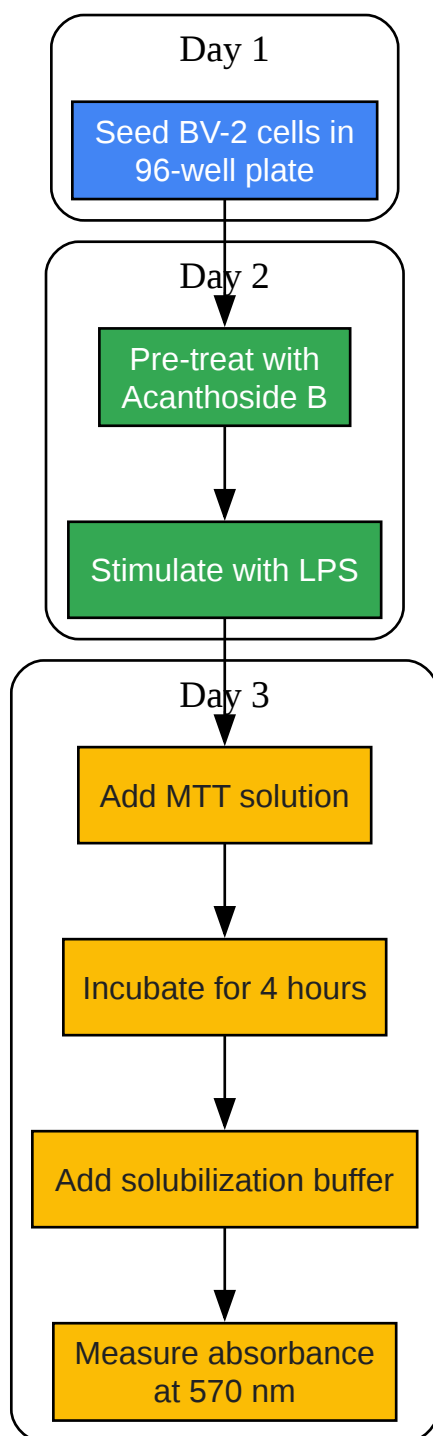 Day 1
Seed BV-2 cells in
96-well plate
Day 2
Pre-treat with
Acanthoside B
Stimulate with LPS
Day 3
Add MTT solution
Incubate for 4 hours
Add solubilization buffer
Measure absorbance
at 570 nm